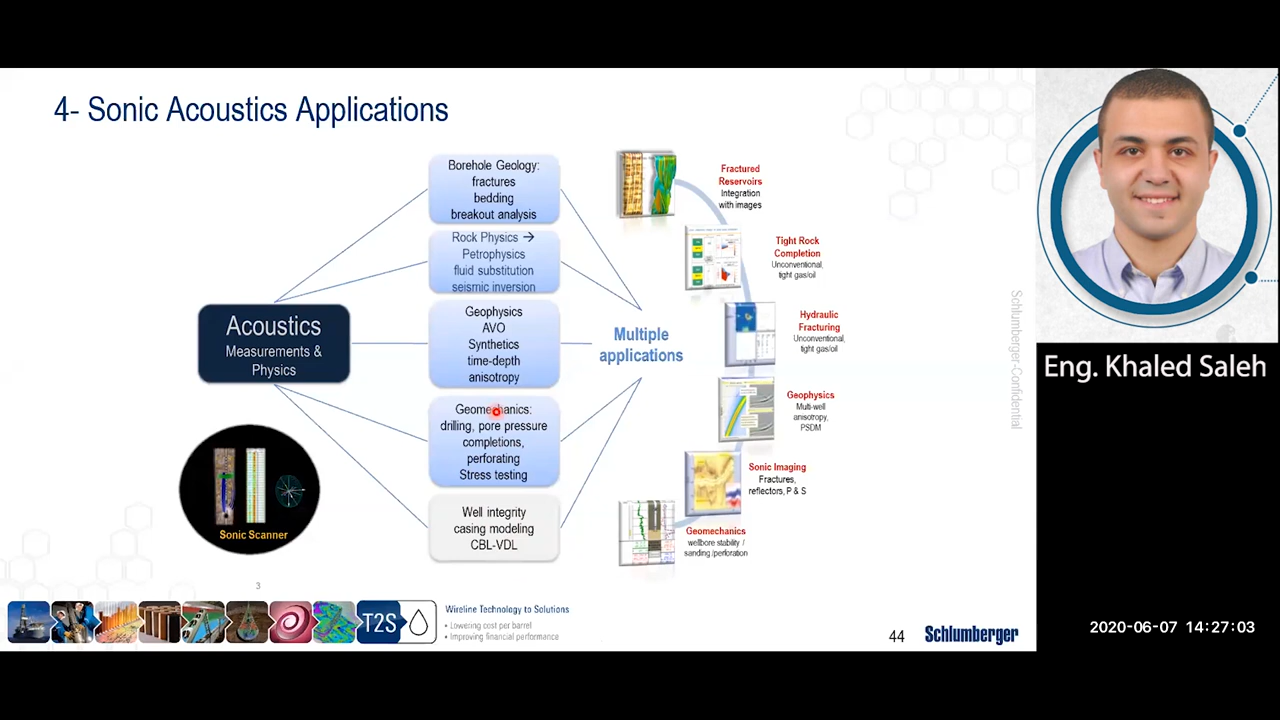 4- Sonic Acoustics Applications
Acoustics
Measurements &
Physics
Sonic Scanner
Borehole Geology:
fractures
bedding
breakout analysis
Rock Physics →
Petrophysics
fluid substitution
seismic inversion
Geophysics
AVO
Synthetics
time-depth
anisotropy
Geomechanics:
drilling, pore pressure
completions,
perforating
Stress testing
Well integrity
casing modeling
CBL-VDL
Multiple
applications
Fractured
Reservoirs
Integration
with images
Tight Rock
Completion
Unconventional,
tight gas/oil
Hydraulic
Fracturing
Unconventional,
tight gas/oil
Geophysics
Multi-well
anisotropy,
PSDM
Sonic Imaging
Fractures,
reflectors, P & S
Geomechanics
wellbore stability /
sanding /perforation
3
T2S
Wireline Technology to Solutions
• Lowering cost per barrel
• Improving financial performance
44
Schlumberger
Schlumberger-Confidential
Eng. Khaled Saleh
2020-06-07 14:27:03